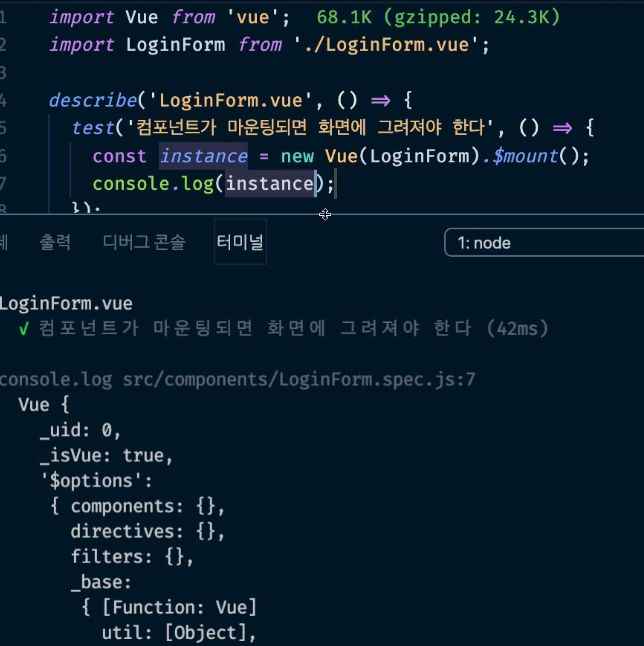 1 import Vue from 'vue'; 68.1K (gzipped: 24.3K)
2 import LoginForm from './LoginForm.vue';
3
4 describe('LoginForm.vue', () => {
5 test('컴포넌트가 마운팅되면 화면에 그려져야 한다', () => {
6 const instance = new Vue(LoginForm).$mount();
7 console.log(instance);
8 });
제 출력 디버그 콘솔 터미널 1: node
LoginForm.vue
✓ 컴포넌트가 마운팅되면 화면에 그려져야 한다 (42ms)
console.log src/components/LoginForm.spec.js:7
Vue {
_uid: 0,
_isVue: true,
'$options':
{ components: {},
directives: {},
filters: {},
_base:
{ [Function: Vue]
util: [Object],